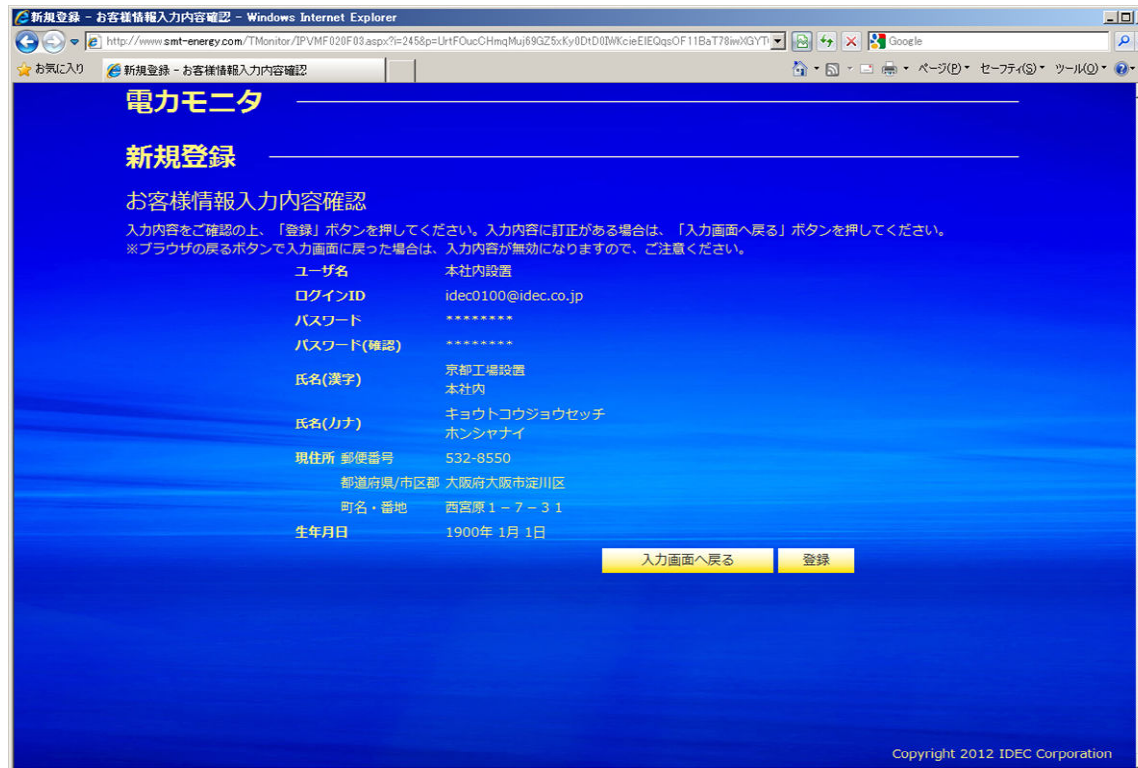 新規登録 - お客様情報入力内容確認 - Windows Internet Explorer
Google
お気に入り
新規登録 - お客様情報入力内容確認
ページ(P)
セーフティ(S)
ツール(O)
電力モニタ
新規登録
お客様情報入力内容確認
入力内容をご確認の上、「登録」ボタンを押してください。入力内容に訂正がある場合は、「入力画面へ戻る」ボタンを押してください。
※ブラウザの戻るボタンで入力画面に戻った場合は、入力内容が無効になりますので、ご注意ください。
ユーザ名 本社内設置
ログインID idec0100@idec.co.jp
パスワード ********
パスワード(確認) ********
氏名(漢字) 京都工場設置
本社内
氏名(カナ) キョウトコウジョウセッチ
ホンシャナイ
現住所 郵便番号 532-8550
都道府県/市区郡 大阪府大阪市淀川区
町名・番地 西宮原1-7-31
生年月日 1900年 1月 1日
入力画面へ戻る 登録
Copyright 2012 IDEC Corporation